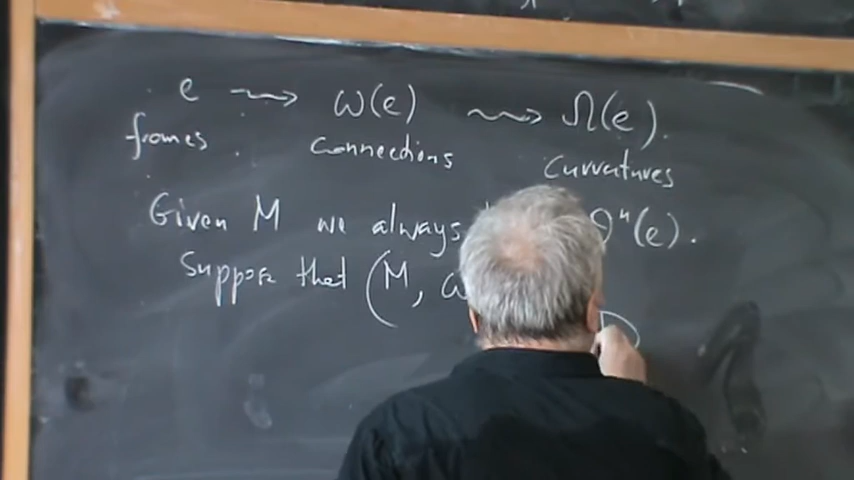 e ⇝ ω(e) ⇝ Ω(e).
frames connections curvatures
Given M we always (e).
Suppose that (M, ω